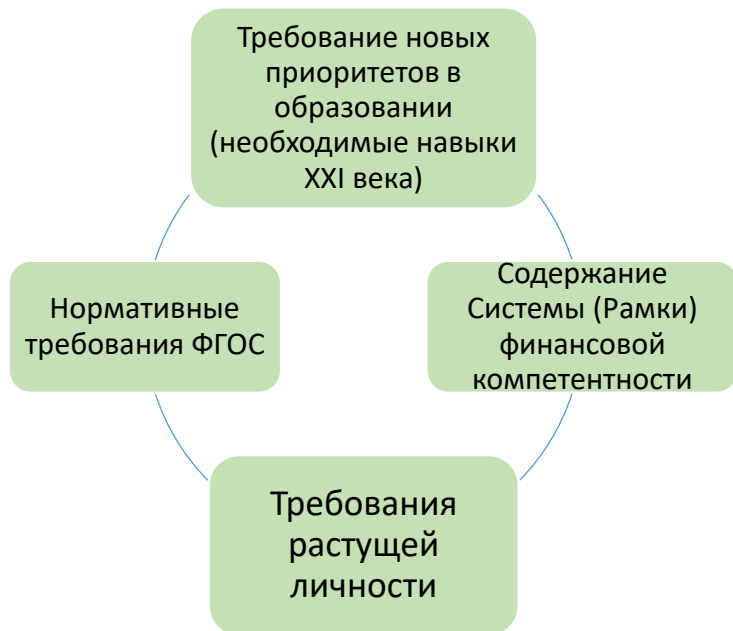 Требование новых
приоритетов в
образовании
(необходимые навыки
XXI века)
Нормативные
требования ФГОС
Содержание
Системы (Рамки)
финансовой
компетентности
Требования
растущей
личности